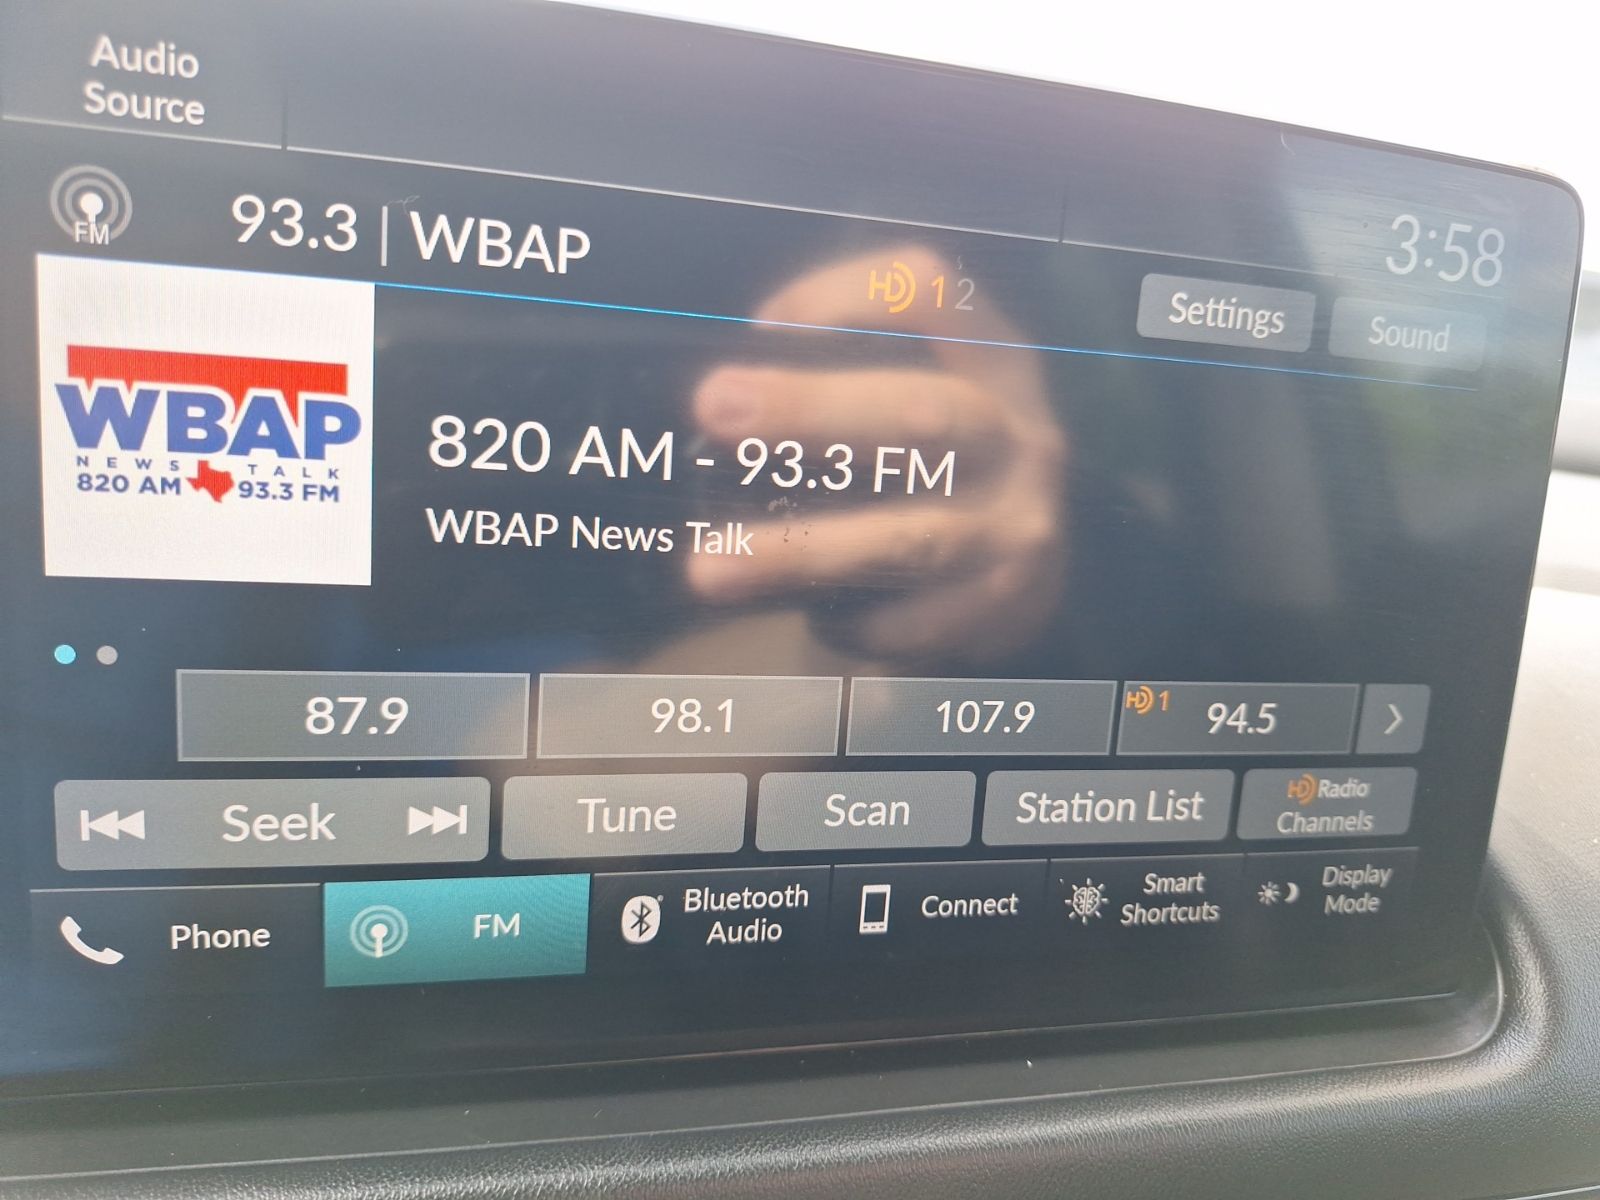 Audio
Source
FM
93.3 | WBAP
HD 1 2
3:58
Settings
Sound
WBAP
NEWS TALK
820 AM 93.3 FM
820 AM - 93.3 FM
WBAP News Talk
87.9
98.1
107.9
HD 1
94.5
Seek
Tune
Scan
Station List
HD Radio
Channels
Phone
FM
Bluetooth
Audio
Connect
Smart
Shortcuts
Display
Mode